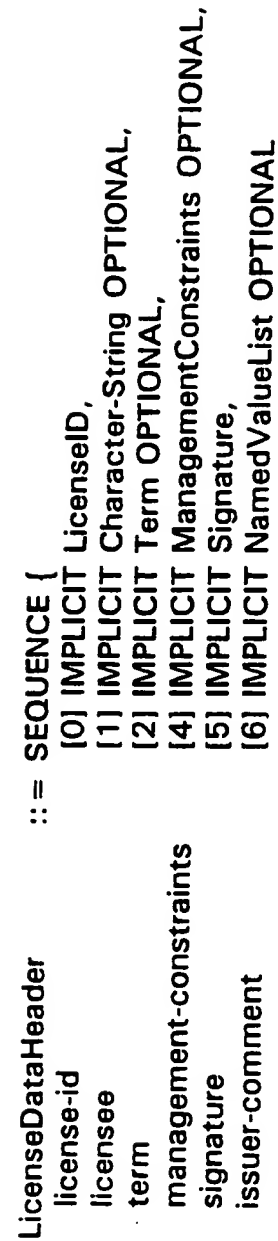 LicenseDataHeader ::= SEQUENCE {
license-id [0] IMPLICIT LicenseID,
licensee [1] IMPLICIT Character-String OPTIONAL,
term [2] IMPLICIT Term OPTIONAL,
management-constraints [4] IMPLICIT ManagementConstraints OPTIONAL,
signature [5] IMPLICIT Signature,
issuer-comment [6] IMPLICIT NamedValueList OPTIONAL